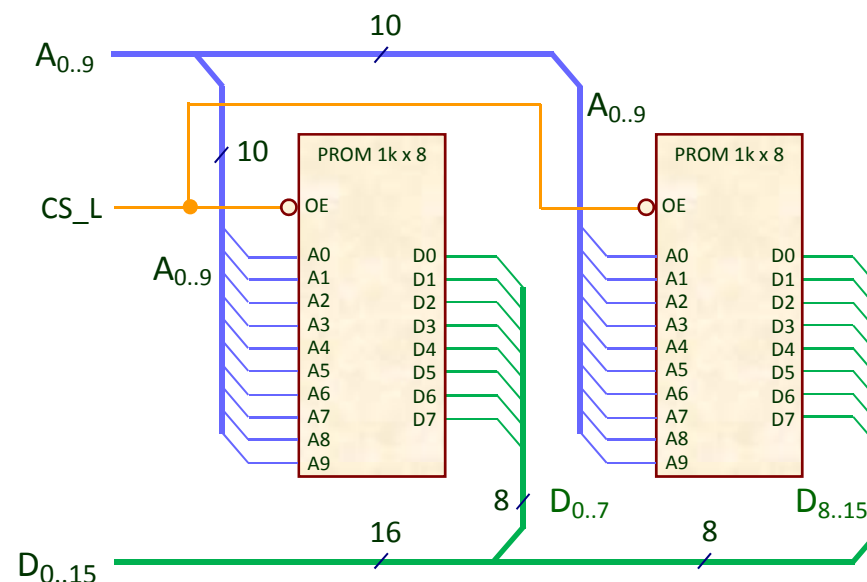 10
A0..9
A0..9
10
PROM 1k x 8
PROM 1k x 8
CS_L
OE
OE
A0..9
A0
A1
A2
A3
A4
A5
A6
A7
A8
A9
D0
D1
D2
D3
D4
D5
D6
D7
A0
A1
A2
A3
A4
A5
A6
A7
A8
A9
D0
D1
D2
D3
D4
D5
D6
D7
8
D0..7
D8..15
16
8
D0..15